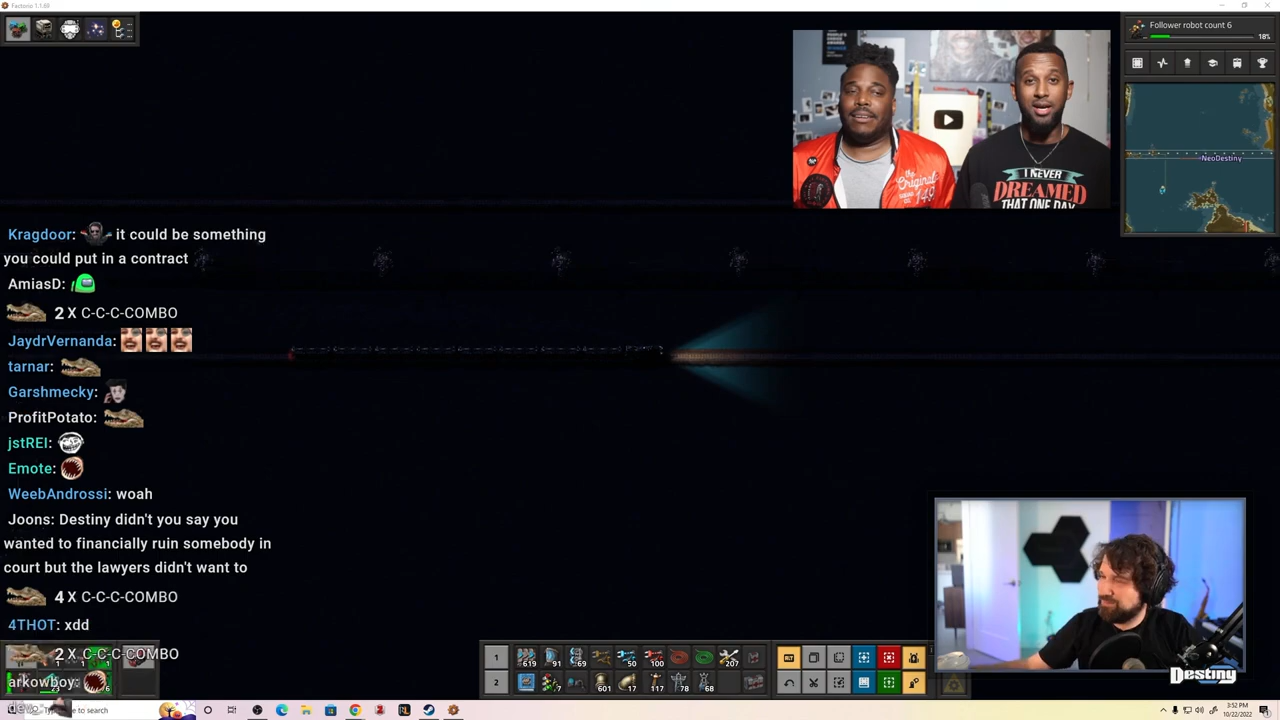 Factorio 1.1.69
Follower robot count 6
18%
NeoDestiny
The
Original
I NEVER
DREAMED
THAT ONE DAY
Kragdoor: it could be something
you could put in a contract
AmiasD:
2 X C-C-C-COMBO
JaydrVernanda:
tarnar:
Garshmecky:
ProfitPotato:
jstREI:
Emote:
WeebAndrossi: woah
Joons: Destiny didn't you say you
wanted to financially ruin somebody in
court but the lawyers didn't want to
4 X C-C-C-COMBO
4THOT: xdd
2 X C-C-C-COMBO
arkowboy:
1 619 91 69 50 100 207
2 7 601 17 117 78 68
ALT
Destiny
to search
3:52 PM
10/22/2022